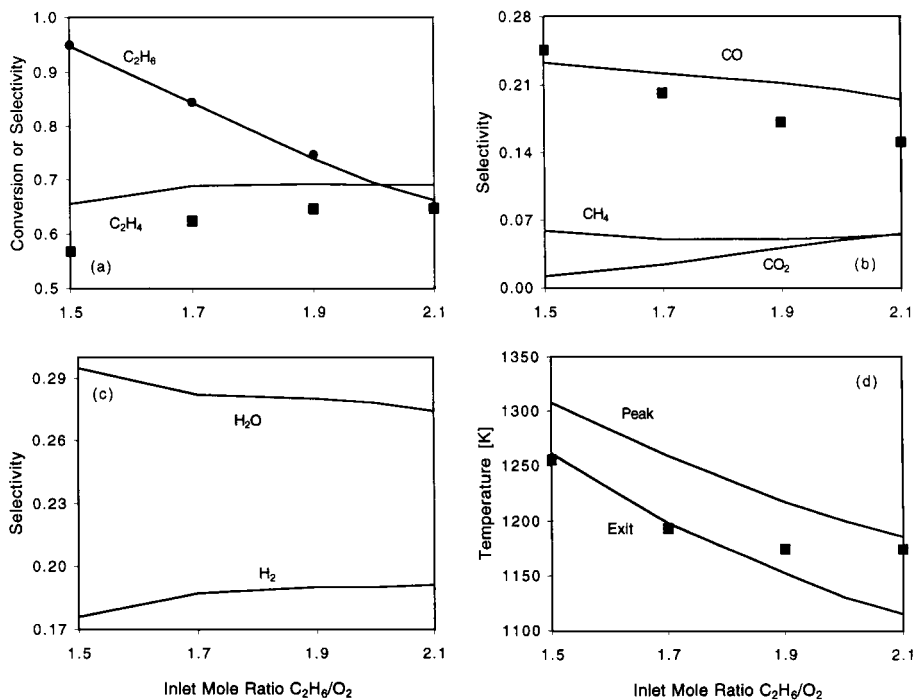 1.0
0.9
0.8
0.7
0.6
0.5
Conversion or Selectivity
C₂H₆
C₂H₄
(a)
1.5
1.7
1.9
2.1
0.28
0.21
0.14
0.07
0.00
Selectivity
CO
CH₄
CO₂
(b)
1.5
1.7
1.9
2.1
0.29
0.26
0.23
0.20
0.17
Selectivity
(c)
H₂O
H₂
1.5
1.7
1.9
2.1
Inlet Mole Ratio C₂H₆/O₂
1350
1300
1250
1200
1150
1100
Temperature [K]
(d)
Peak
Exit
1.5
1.7
1.9
2.1
Inlet Mole Ratio C₂H₆/O₂